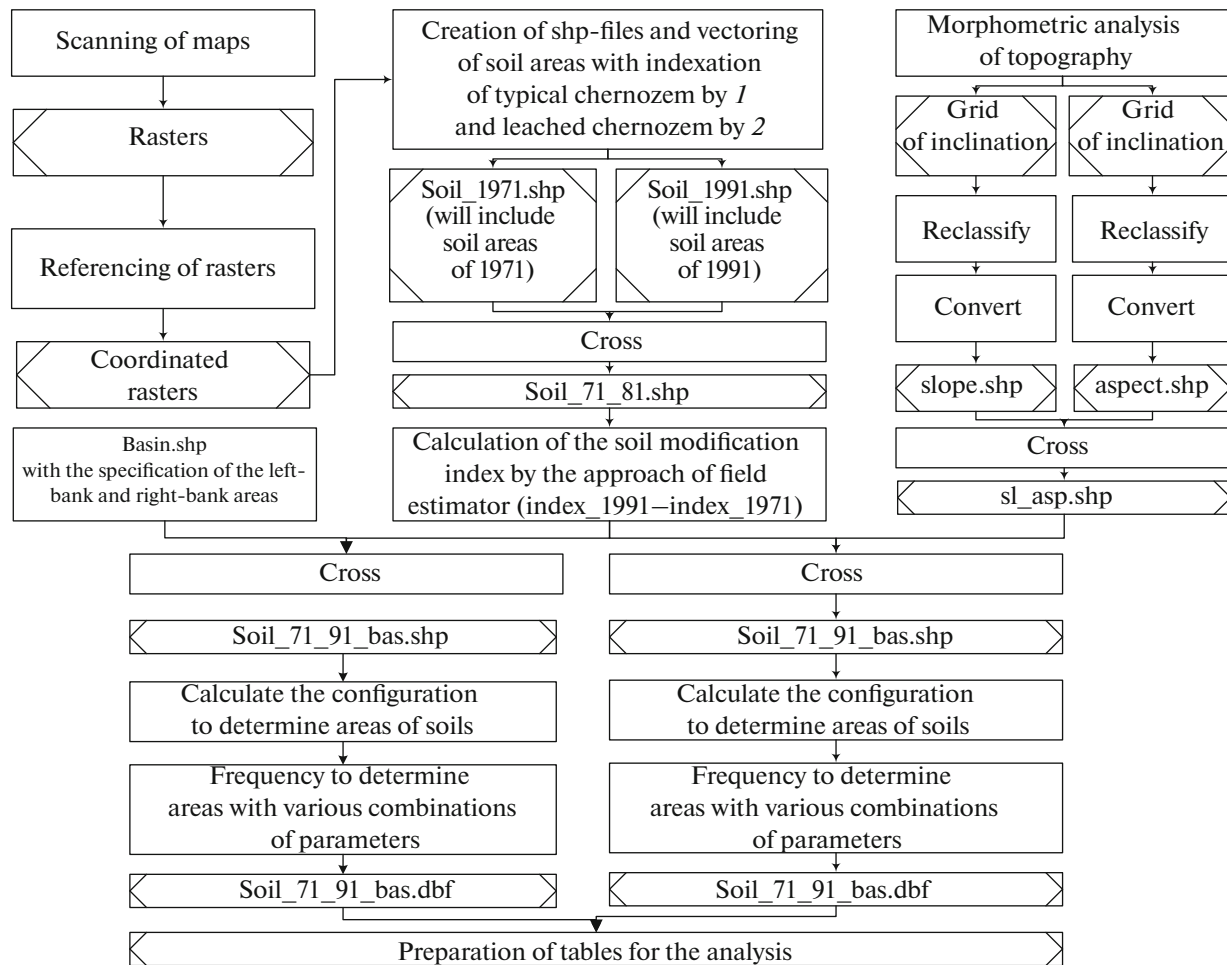 Scanning of maps
Rasters
Referencing of rasters
Coordinated
rasters
Basin.shp
with the specification of the left-
bank and right-bank areas
Creation of shp-files and vectoring
of soil areas with indexation
of typical chernozem by 1
and leached chernozem by 2
Soil_1971.shp
(will include
soil areas
of 1971)
Soil_1991.shp
(will include
soil areas
of 1991)
Cross
Soil_71_81.shp
Calculation of the soil modification
index by the approach of field
estimator (index_1991–index_1971)
Morphometric analysis
of topography
Grid
of inclination
Grid
of inclination
Reclassify
Reclassify
Convert
Convert
slope.shp
aspect.shp
Cross
sl_asp.shp
Cross
Soil_71_91_bas.shp
Calculate the configuration
to determine areas of soils
Frequency to determine
areas with various combinations
of parameters
Soil_71_91_bas.dbf
Cross
Soil_71_91_bas.shp
Calculate the configuration
to determine areas of soils
Frequency to determine
areas with various combinations
of parameters
Soil_71_91_bas.dbf
Preparation of tables for the analysis